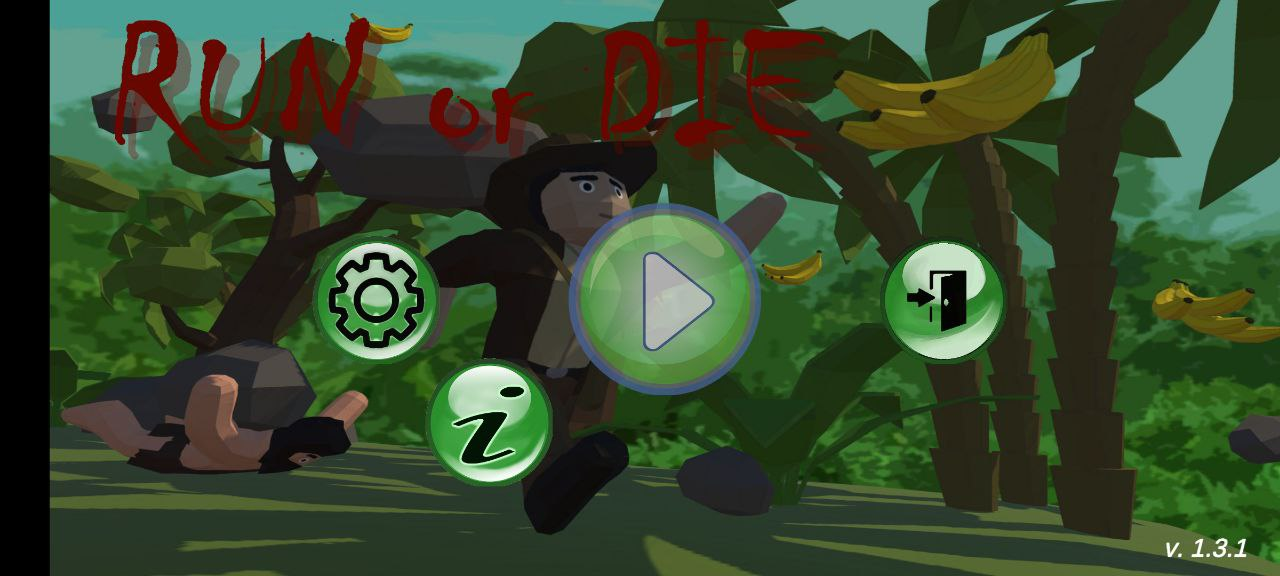 RUN or DIE
i
v. 1.3.1